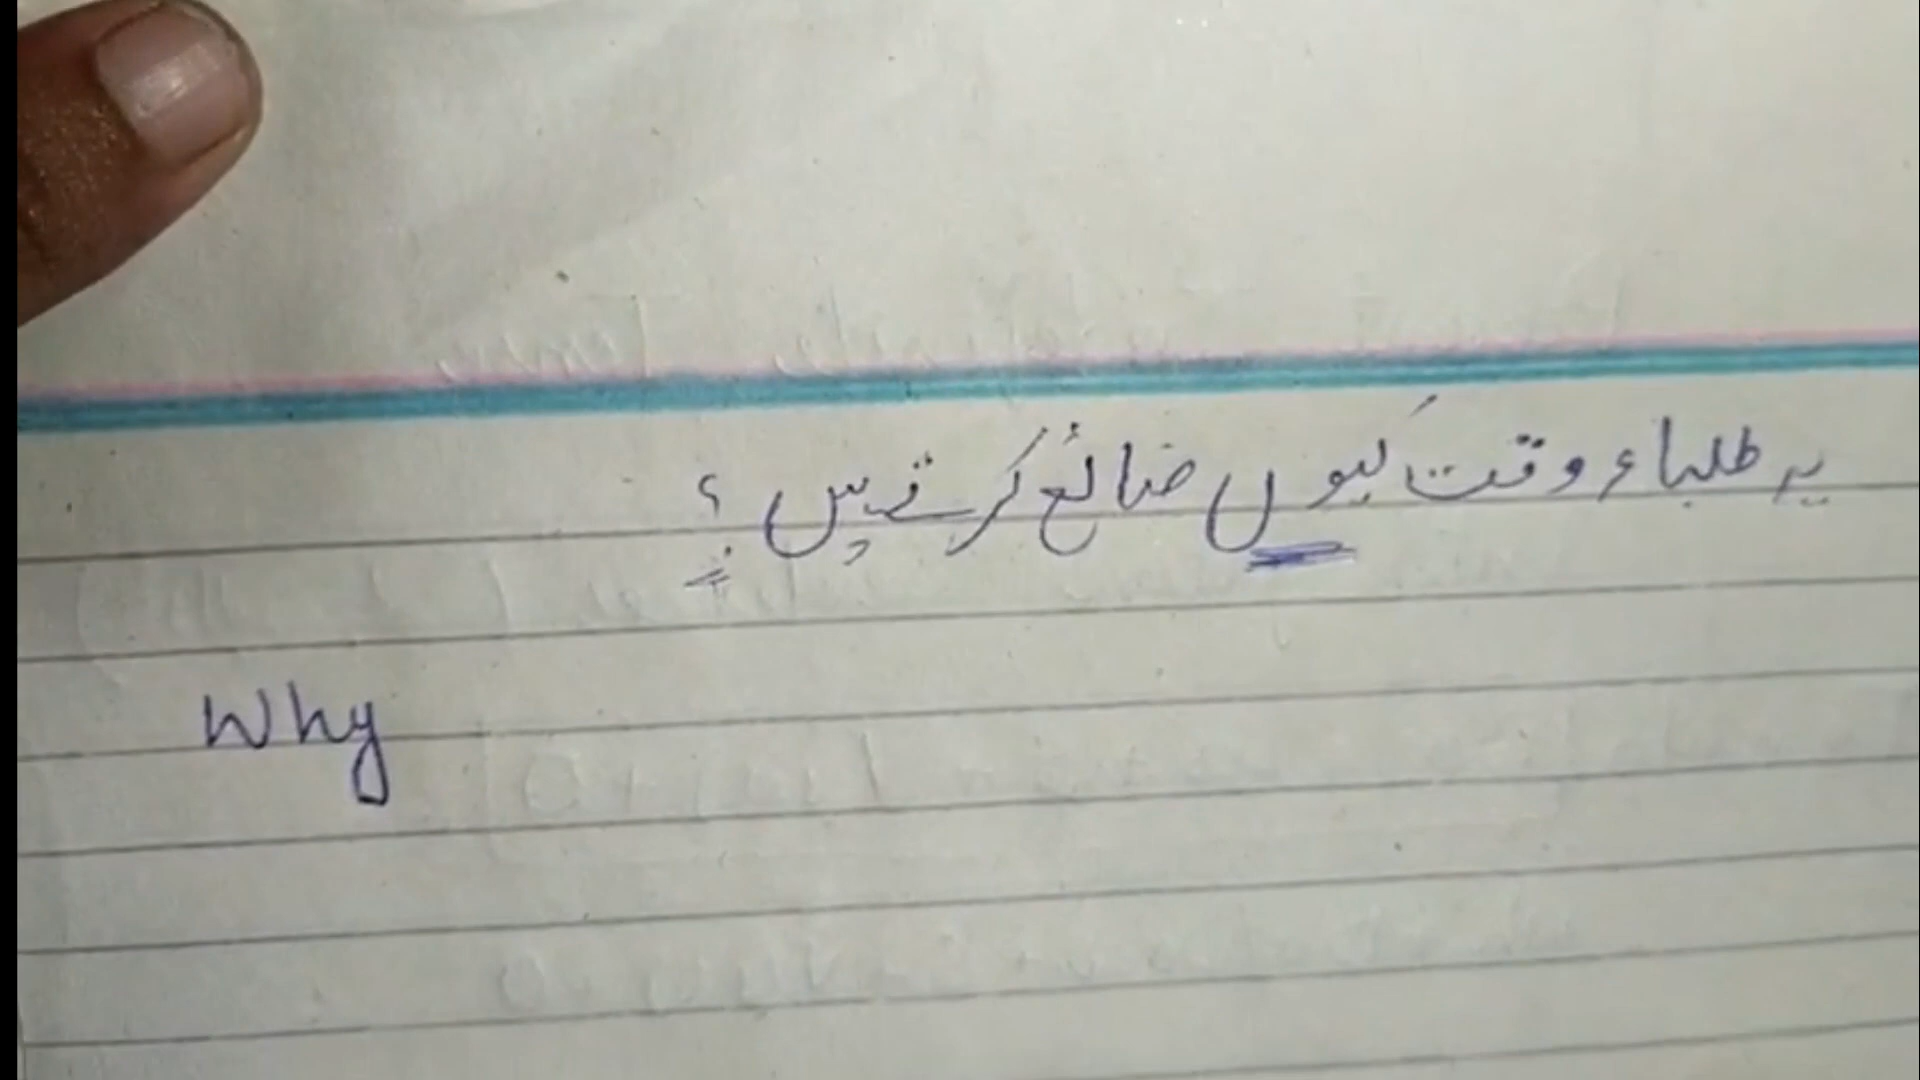 یہ طلباء وقت کیوں ضائع کرتے ہیں ؟
Why